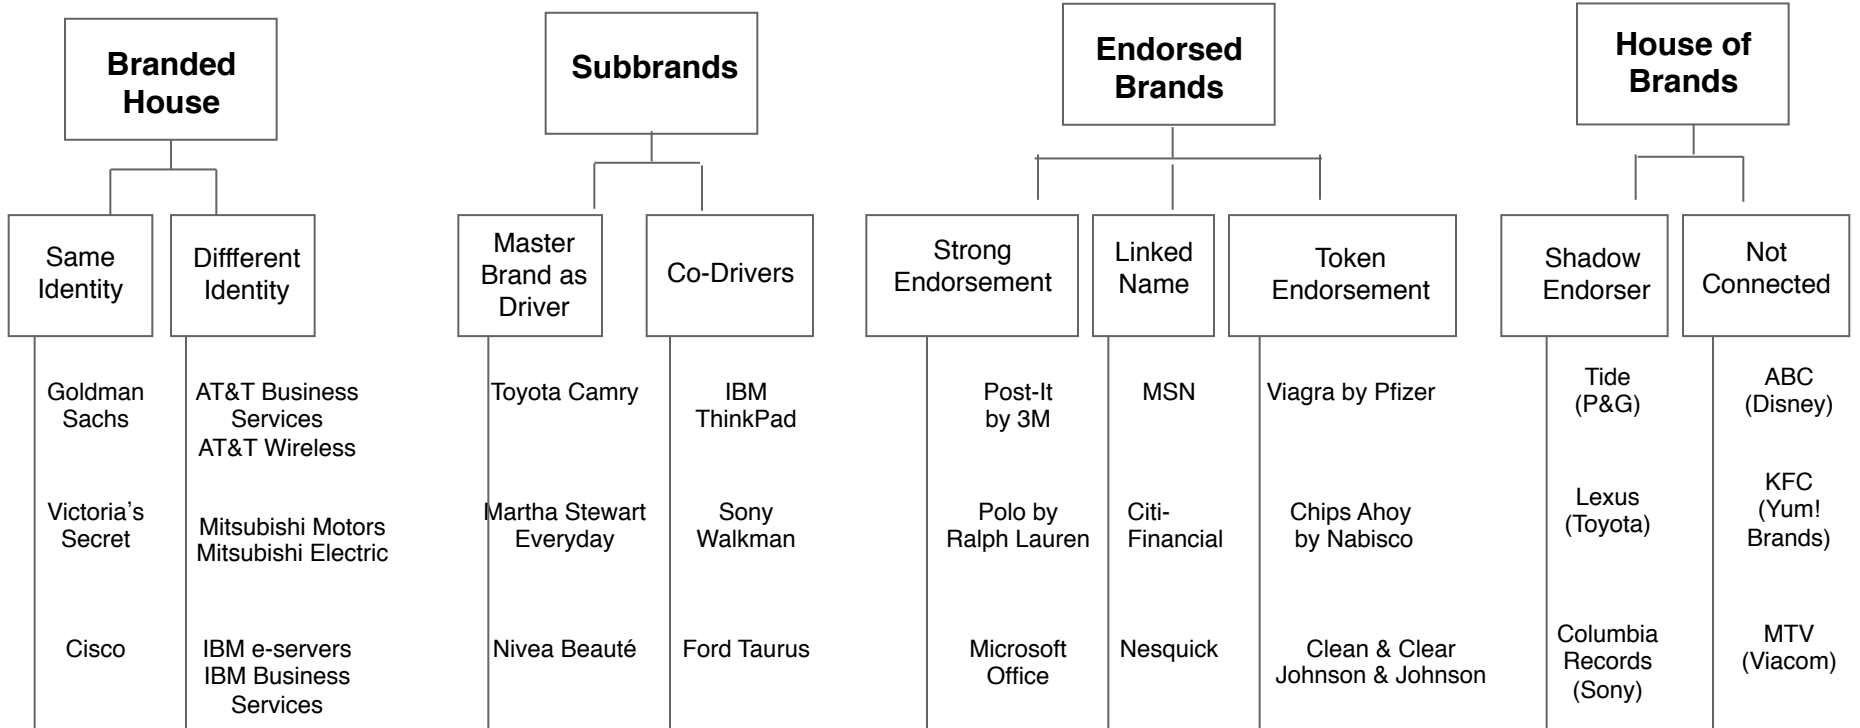 Branded
House
Same
Identity
Diffferent
Identity
Goldman
Sachs
Victoria’s
Secret
Cisco
AT&T Business
Services
AT&T Wireless
Mitsubishi Motors
Mitsubishi Electric
IBM e-servers
IBM Business
Services
Subbrands
Master
Brand as
Driver
Co-Drivers
Toyota Camry
Martha Stewart
Everyday
Nivea Beauté
IBM
ThinkPad
Sony
Walkman
Ford Taurus
Endorsed
Brands
Strong
Endorsement
Linked
Name
Token
Endorsement
Post-It
by 3M
Polo by
Ralph Lauren
Microsoft
Office
MSN
Citi-
Financial
Nesquick
Viagra by Pfizer
Chips Ahoy
by Nabisco
Clean & Clear
Johnson & Johnson
House of
Brands
Shadow
Endorser
Not
Connected
Tide
(P&G)
Lexus
(Toyota)
Columbia
Records
(Sony)
ABC
(Disney)
KFC
(Yum!
Brands)
MTV
(Viacom)